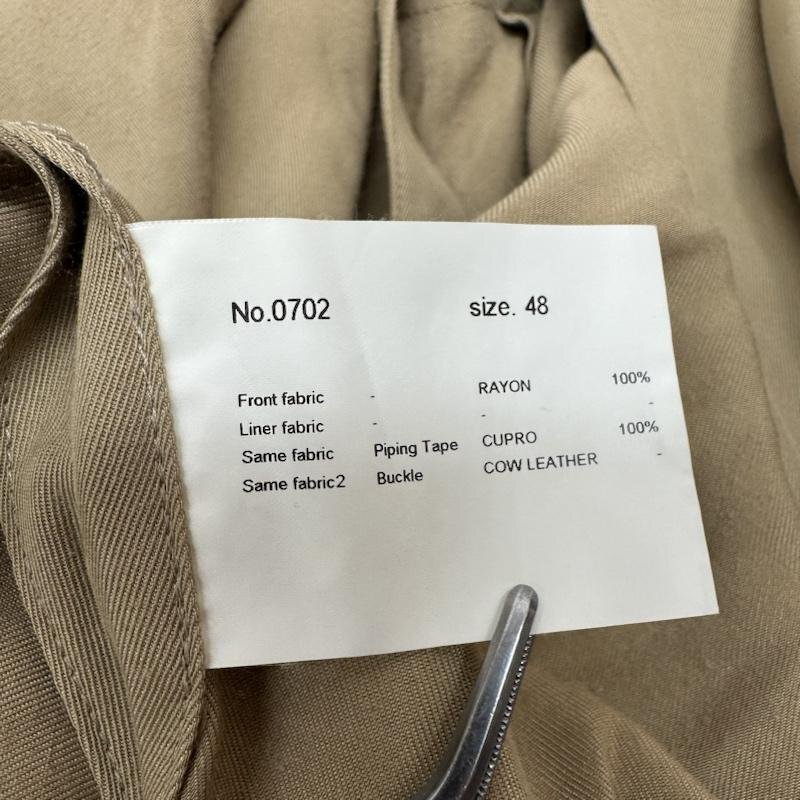 No.0702 size. 48
Front fabric - RAYON 100%
Liner fabric - - -
Same fabric Piping Tape CUPRO 100%
Same fabric2 Buckle COW LEATHER -